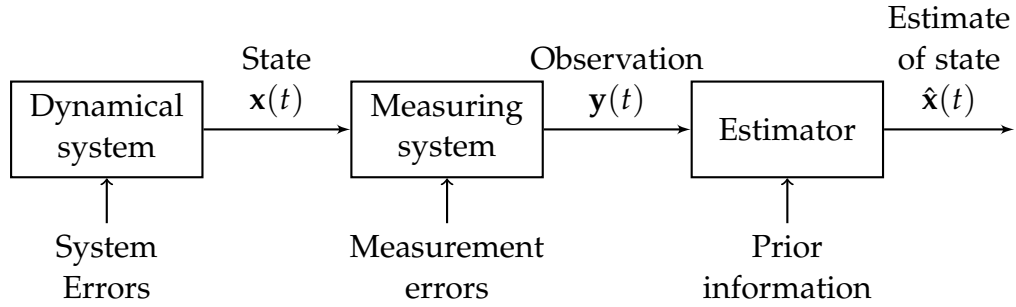 Dynamical
system
State
𝐱(t)
Measuring
system
Observation
𝐲(t)
Estimator
Estimate
of state
𝐱̂(t)
System
Errors
Measurement
errors
Prior
information